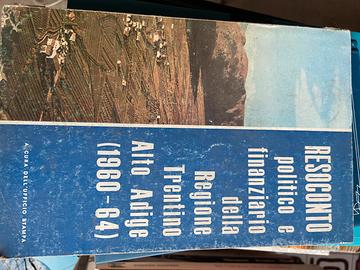 RESOCONTO
politico e
finanziario
della
Regione
Trentino
Alto Adige
(1960-64)
A CURA DELL'UFFICIO STAMPA